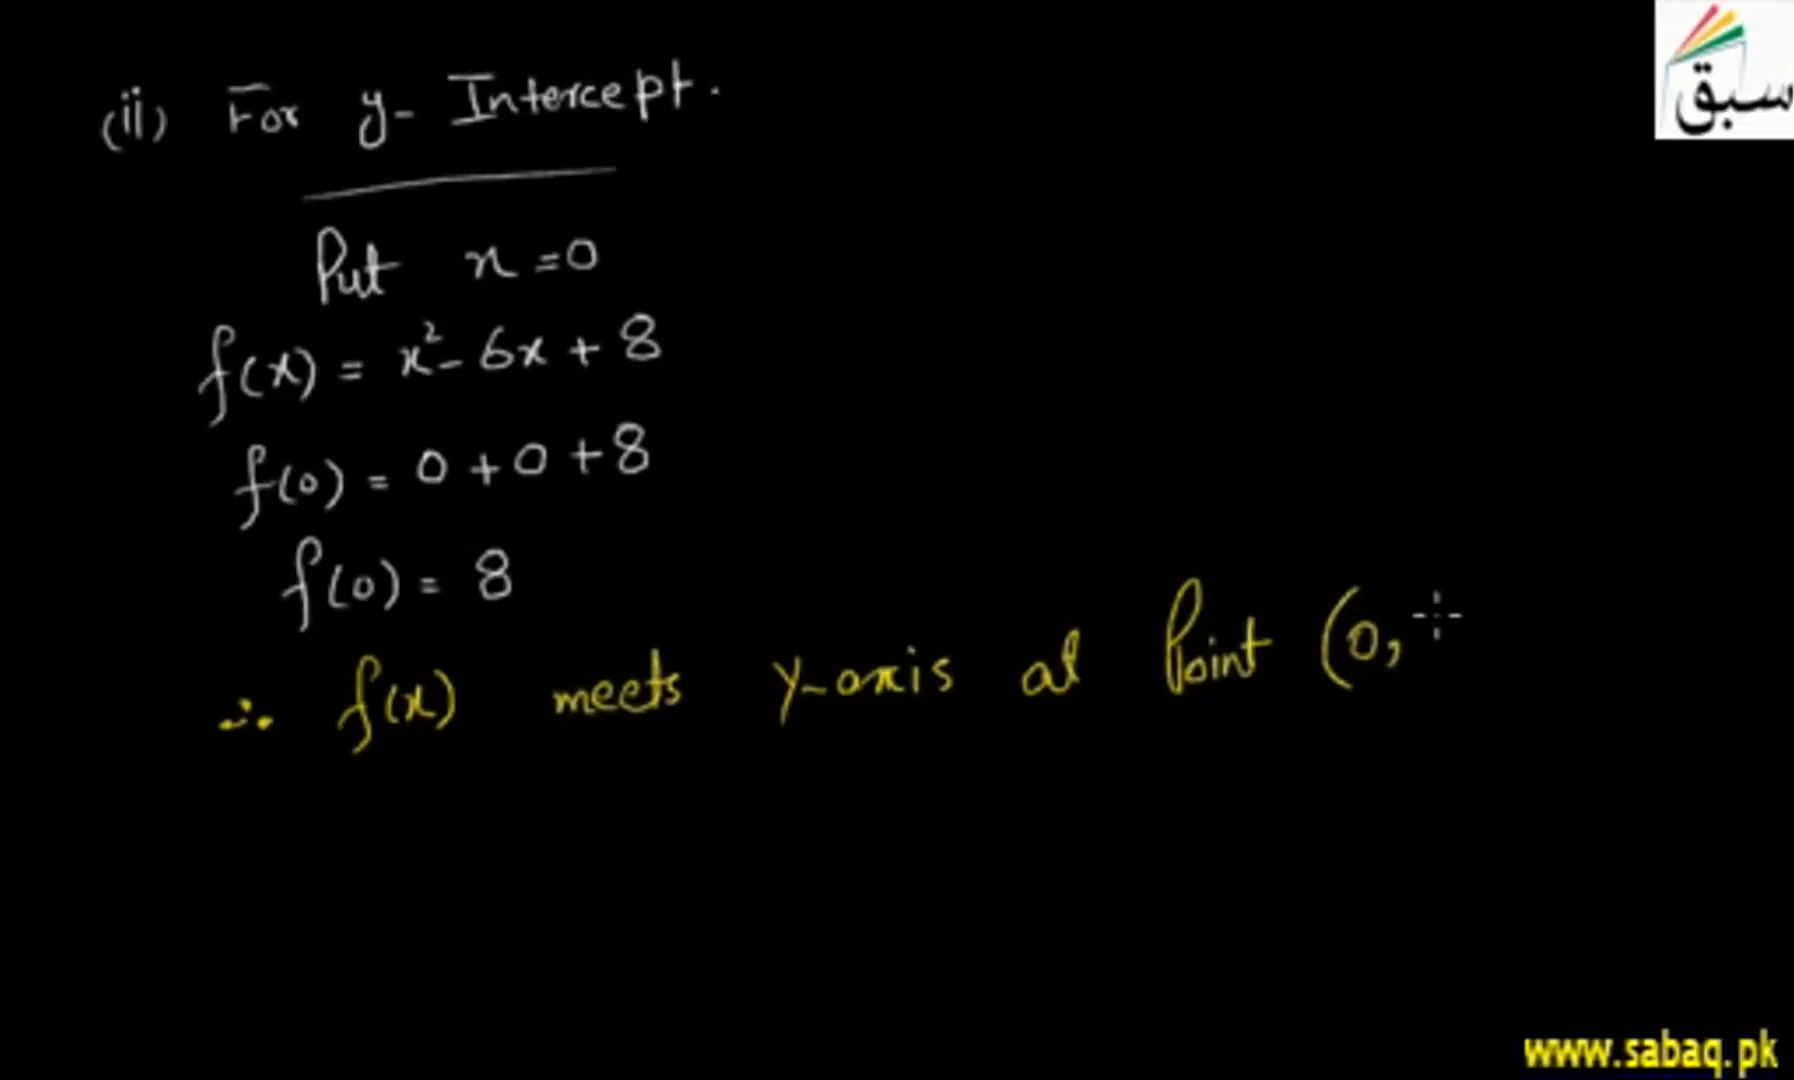 سبق
(ii) For y- Intercept.
Put x=0
f(x) = x²- 6x + 8
f(0) = 0 + 0 + 8
f(0) = 8
∴ f(x) meets y-axis at Point (0,
www.sabaq.pk